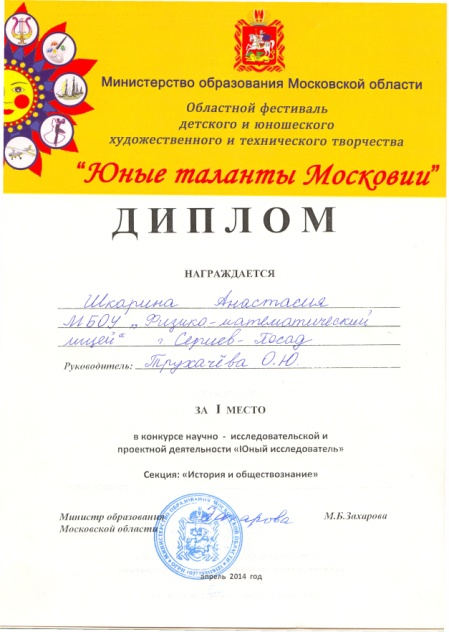 Министерство образования Московской области
Областной фестиваль
детского и юношеского
художественного и технического творчества
“Юные таланты Московии”
ДИПЛОМ
НАГРАЖДАЕТСЯ
Шкарина Анастасия
МБОУ „Физико-математический
лицей“ г Сергиев-Посад
Руководитель: Трухачёва О.Ю
ЗА I МЕСТО
в конкурсе научно - исследовательской и
проектной деятельности «Юный исследователь»
Секция: «История и обществознание»
Министр образования М.Б.Захарова
Московской области
апрель 2014 год